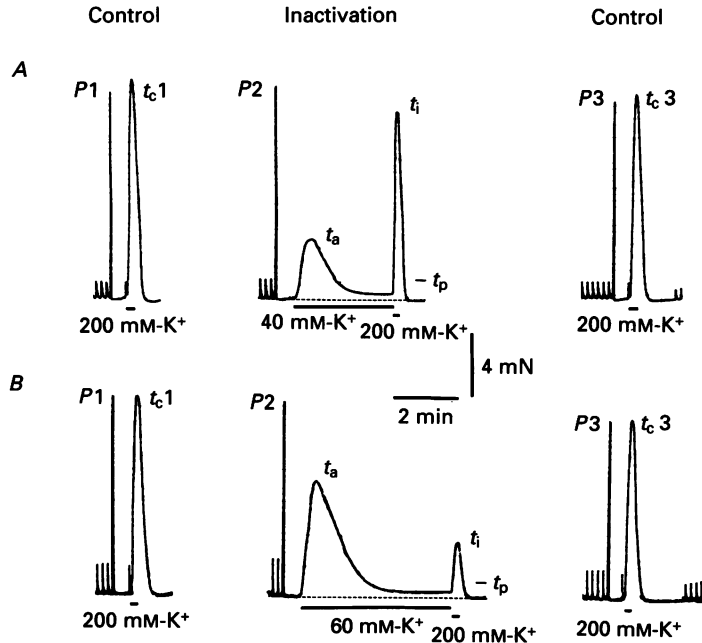 Control Inactivation Control
A
P1 tc1 P2 ti P3 tc 3
ta
– tp
200 mM-K+ 40 mM-K+ 200 mM-K+ 200 mM-K+
4 mN
2 min
B
P1 tc1 P2 P3 tc 3
ta
ti
– tp
200 mM-K+ 60 mM-K+ 200 mM-K+ 200 mM-K+